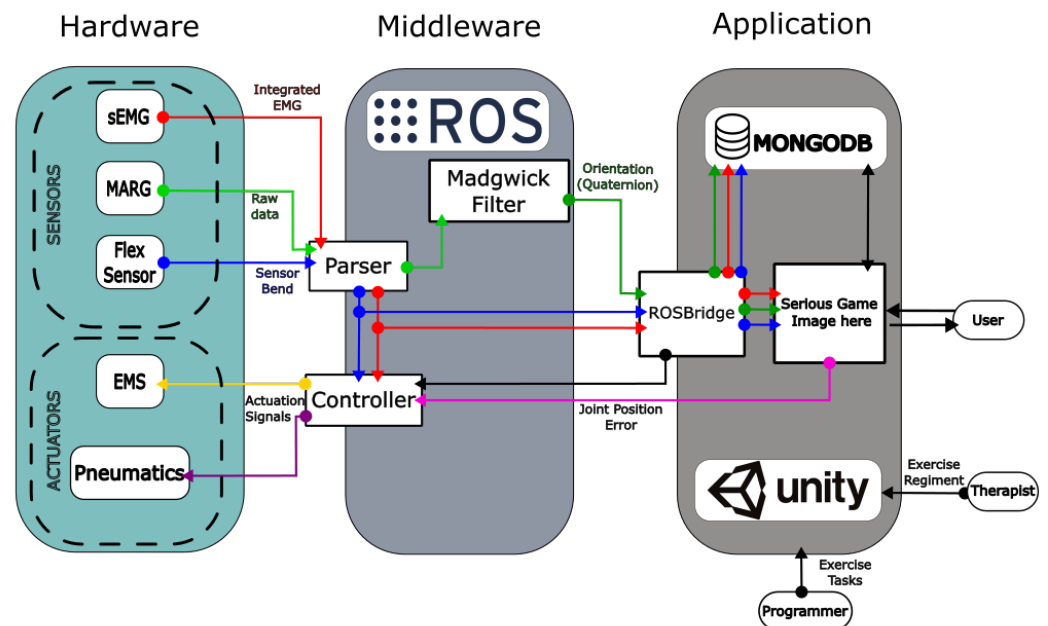 Hardware
Middleware
Application
SENSORS
sEMG
MARG
Flex
Sensor
ACTUATORS
EMS
Pneumatics
Integrated
EMG
Raw
data
Sensor
Bend
Actuation
Signals
ROS
Madgwick
Filter
Parser
Controller
Orientation
(Quaternion)
Joint Position
Error
MONGODB
ROSBridge
Serious Game
Image here
unity
User
Exercise
Regiment
Therapist
Exercise
Tasks
Programmer